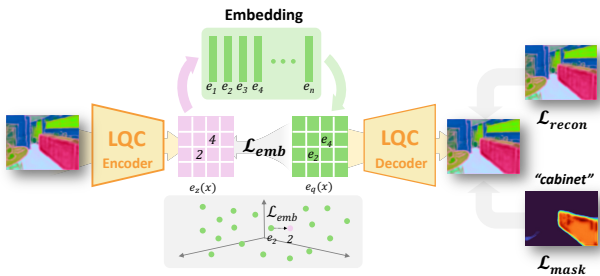 Embedding
e1 e2 e3 e4 en
LQC
Encoder
4
2
ez(x)
Lemb
e4
e2
eq(x)
LQC
Decoder
Lrecon
"cabinet"
Lmask
Lemb
e2 2